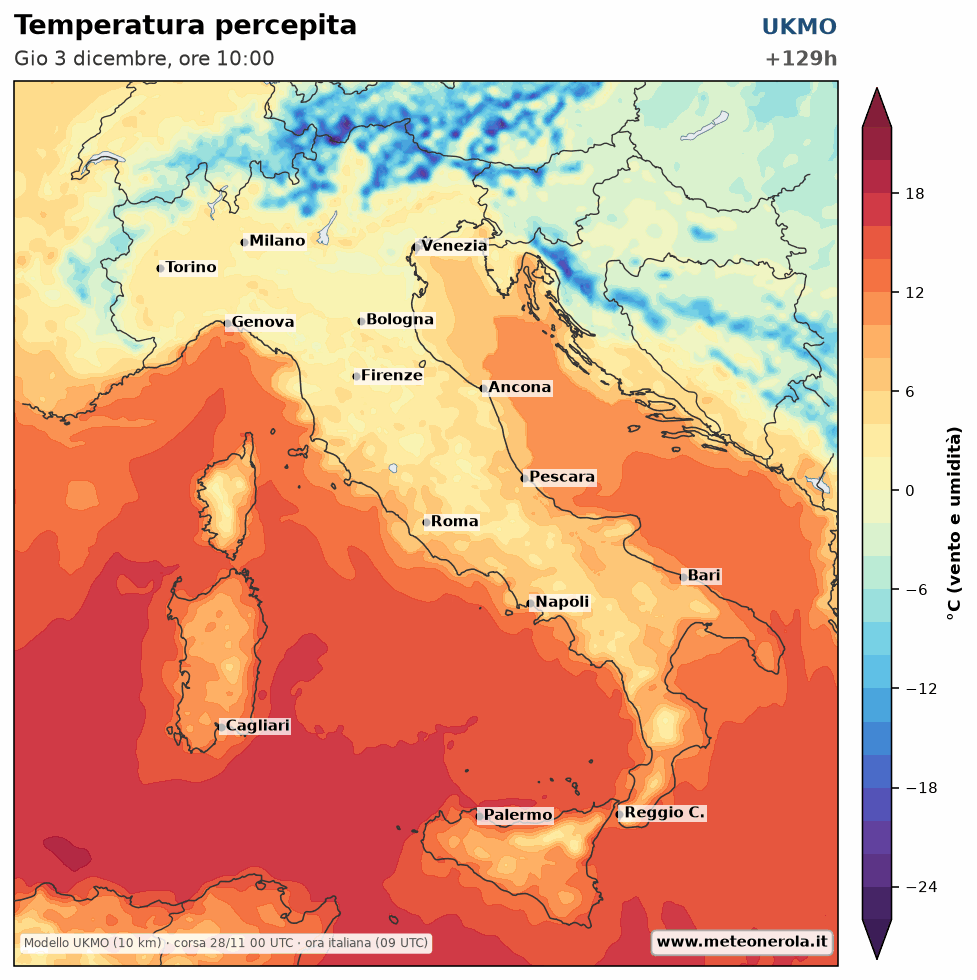 Temperatura percepita
UKMO
Gio 3 dicembre, ore 10:00
+129h
Milano
Venezia
Torino
Genova
Bologna
Firenze
Ancona
Pescara
Roma
Bari
Napoli
Cagliari
Palermo
Reggio C.
18
12
6
0
−6
−12
−18
−24
°C (vento e umidità)
Modello UKMO (10 km) · corsa 28/11 00 UTC · ora italiana (09 UTC)
www.meteonerola.it